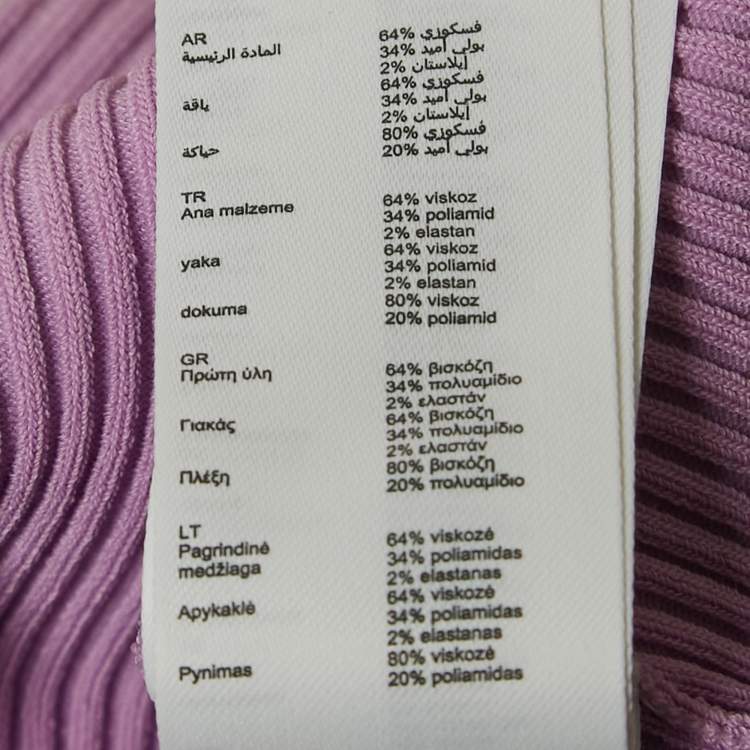 AR
المادة الرئيسية
64% فسكوزي
34% بولي أميد
2% إيلاستان
ياقة
64% فسكوزي
34% بولي أميد
2% إيلاستان
حياكة
80% فسكوزي
20% بولي أميد
TR
Ana malzeme
64% viskoz
34% poliamid
2% elastan
yaka
64% viskoz
34% poliamid
2% elastan
dokuma
80% viskoz
20% poliamid
GR
Πρώτη ύλη
64% βισκόζη
34% πολυαμίδιο
2% ελαστάν
Γιακάς
64% βισκόζη
34% πολυαμίδιο
2% ελαστάν
Πλέξη
80% βισκόζη
20% πολυαμίδιο
LT
Pagrindinė
medžiaga
64% viskozė
34% poliamidas
2% elastanas
Apykaklė
64% viskozė
34% poliamidas
2% elastanas
Pynimas
80% viskozė
20% poliamidas